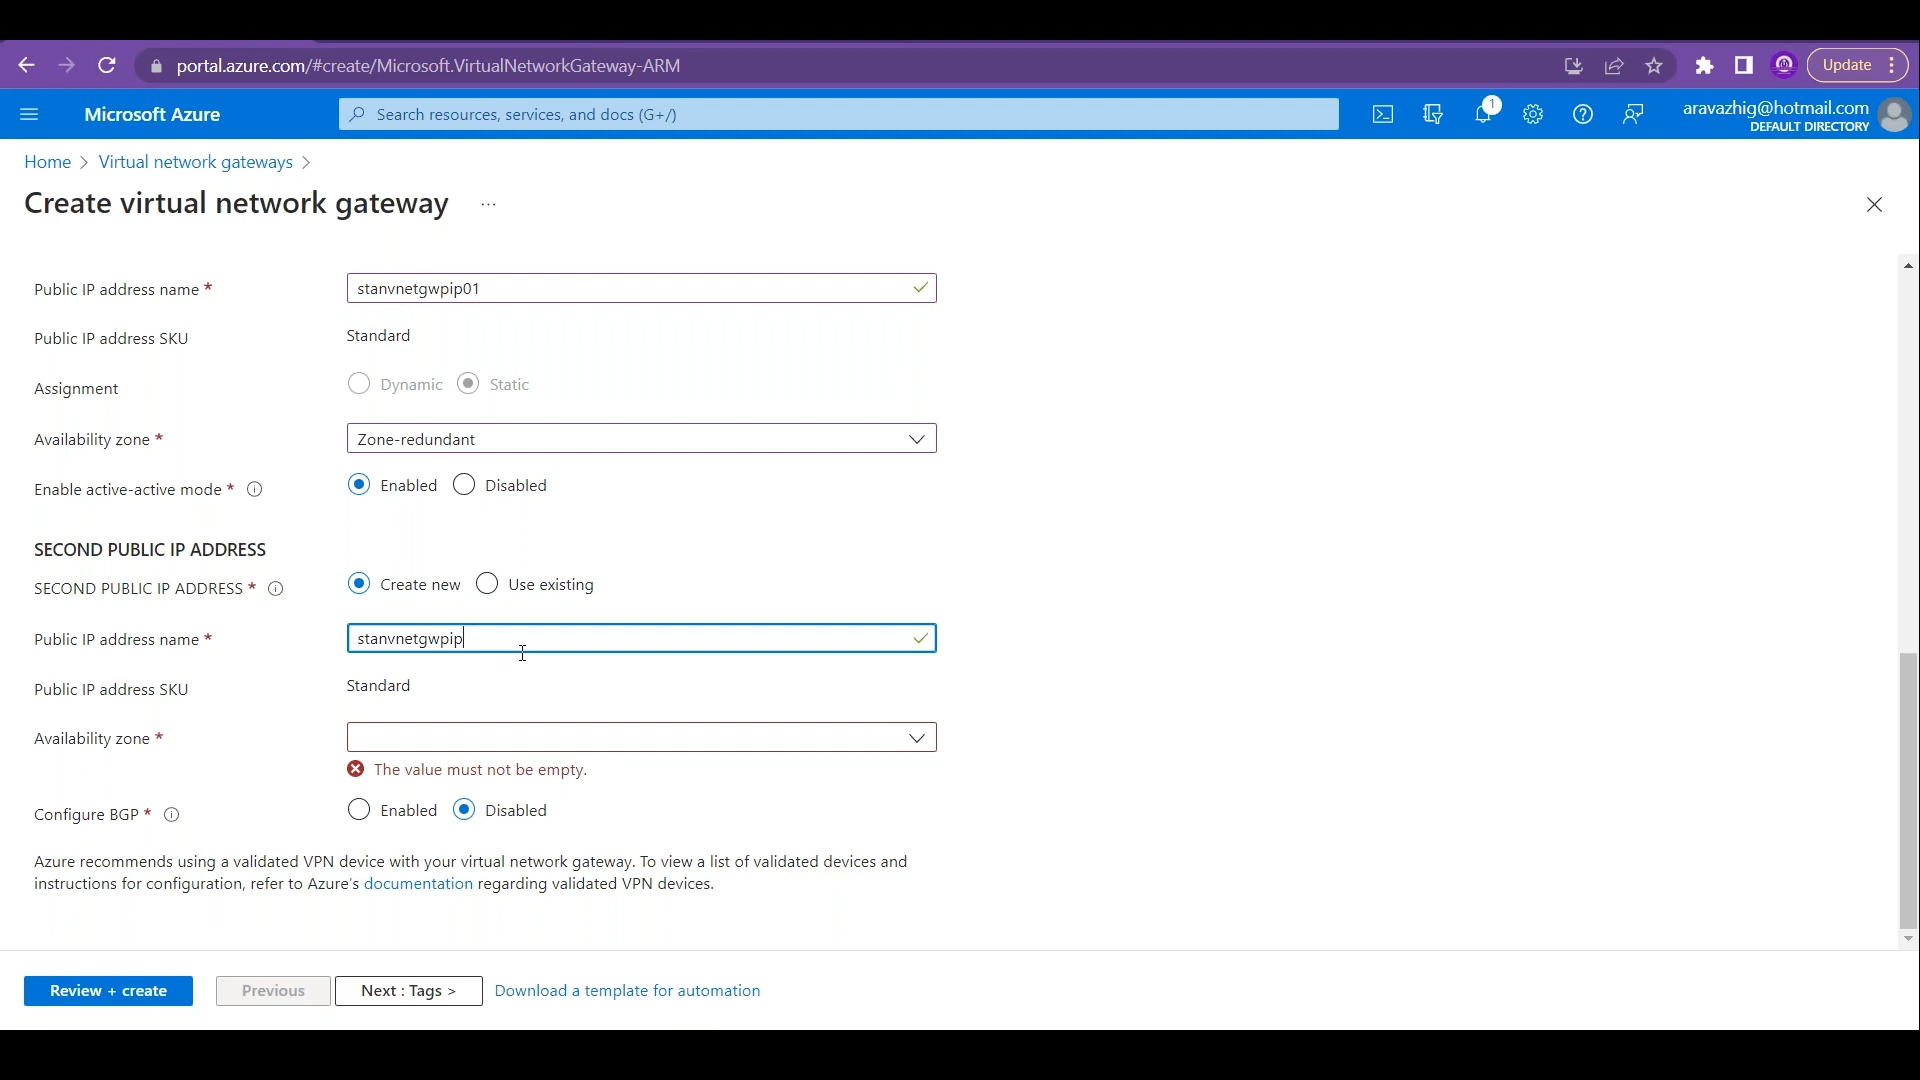 portal.azure.com/#create/Microsoft.VirtualNetworkGateway-ARM
Update
Microsoft Azure
Search resources, services, and docs (G+/)
1
aravazhig@hotmail.com
DEFAULT DIRECTORY
Home > Virtual network gateways >
Create virtual network gateway ...
Public IP address name *
stanvnetgwpip01
Public IP address SKU
Standard
Assignment
Dynamic Static
Availability zone *
Zone-redundant
Enable active-active mode *
Enabled Disabled
SECOND PUBLIC IP ADDRESS
SECOND PUBLIC IP ADDRESS *
Create new Use existing
Public IP address name *
stanvnetgwpip
Public IP address SKU
Standard
Availability zone *
The value must not be empty.
Configure BGP *
Enabled Disabled
Azure recommends using a validated VPN device with your virtual network gateway. To view a list of validated devices and
instructions for configuration, refer to Azure's documentation regarding validated VPN devices.
Review + create
Previous
Next : Tags >
Download a template for automation